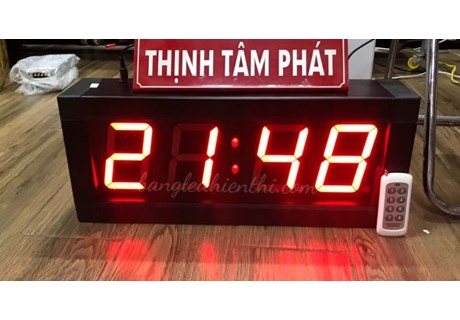 THỊNH TÂM PHÁT
21:48
bangledhienthi.com